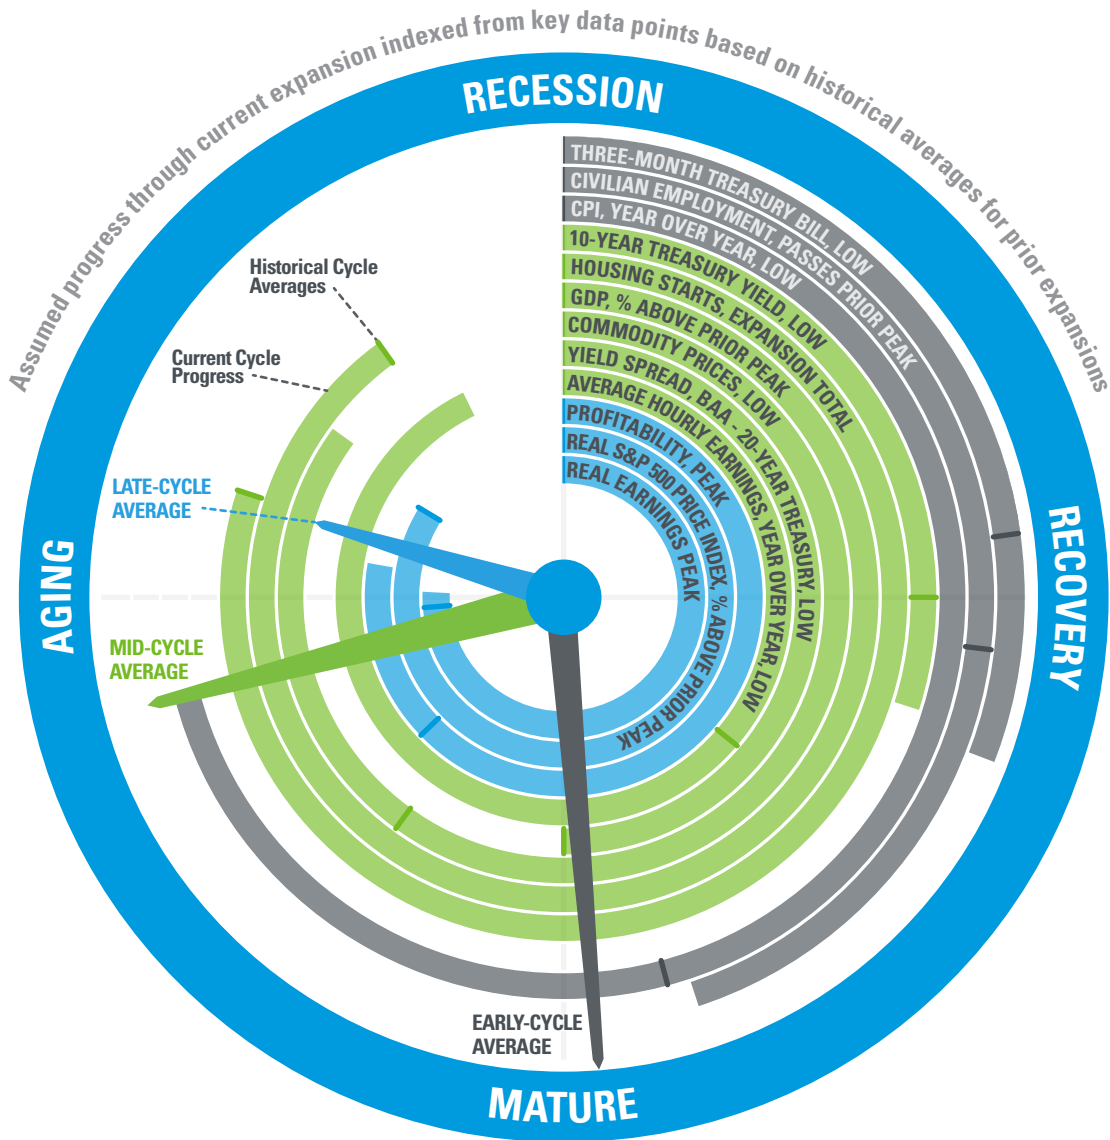 Assumed progress through current expansion indexed from key data points based on historical averages for prior expansions
RECESSION
THREE-MONTH TREASURY BILL, LOW
CIVILIAN EMPLOYMENT, PASSES PRIOR PEAK
CPI, YEAR OVER YEAR, LOW
10-YEAR TREASURY YIELD, LOW
HOUSING STARTS, EXPANSION TOTAL
GDP, % ABOVE PRIOR PEAK
COMMODITY PRICES, LOW
YIELD SPREAD, BAA - 20-YEAR TREASURY, LOW
AVERAGE HOURLY EARNINGS, YEAR OVER YEAR, LOW
PROFITABILITY, PEAK
REAL S&P 500 PRICE INDEX, % ABOVE PRIOR PEAK
REAL EARNINGS PEAK
Historical Cycle
Averages
Current Cycle
Progress
LATE-CYCLE
AVERAGE
AGING
RECOVERY
MID-CYCLE
AVERAGE
EARLY-CYCLE
AVERAGE
MATURE